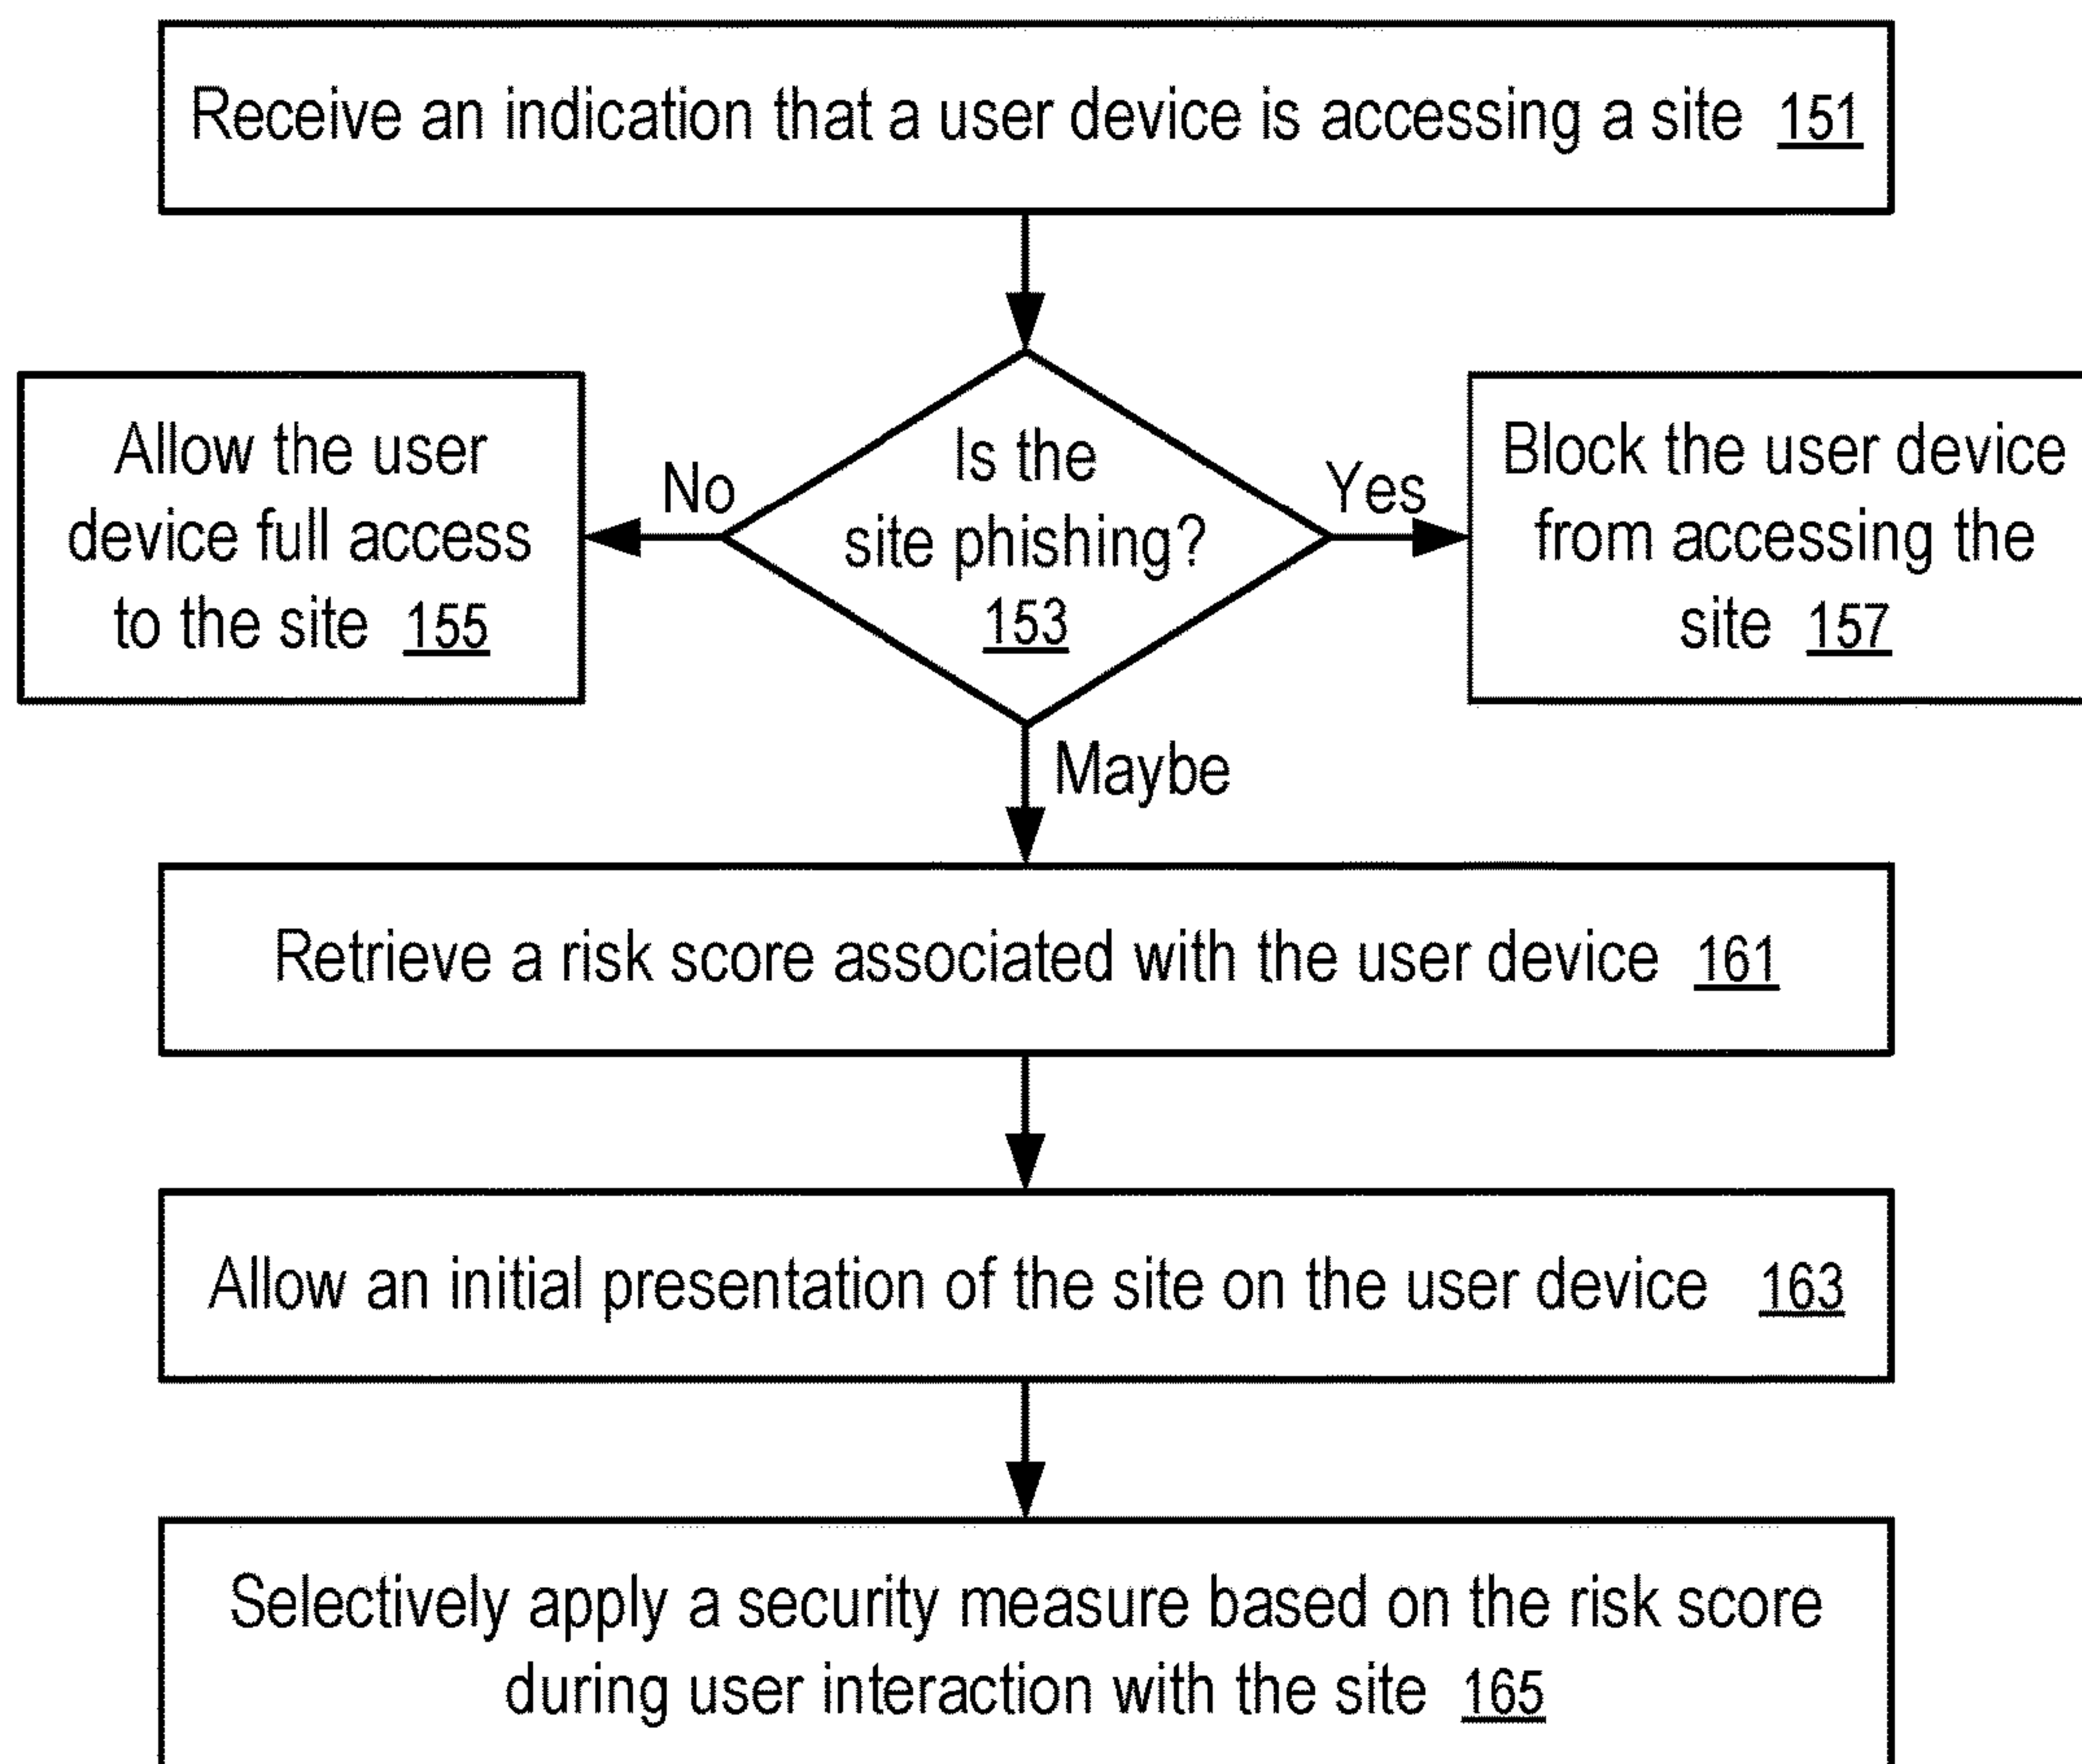 Receive an indication that a user device is accessing a site 151
Is the
site phishing?
153
No
Yes
Allow the user
device full access
to the site 155
Block the user device
from accessing the
site 157
Maybe
Retrieve a risk score associated with the user device 161
Allow an initial presentation of the site on the user device 163
Selectively apply a security measure based on the risk score
during user interaction with the site 165